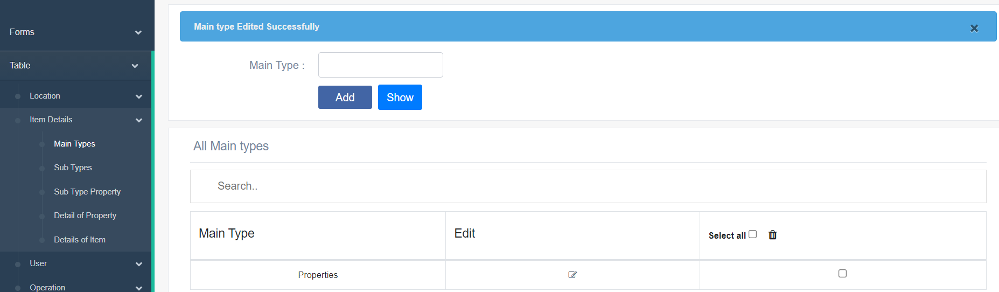 Forms
Table
Location
Item Details
Main Types
Sub Types
Sub Type Property
Detail of Property
Details of Item
User
Operation
Main type Edited Successfully
Main Type :
Add Show
All Main types
Search..
Main Type Edit Select all
Properties